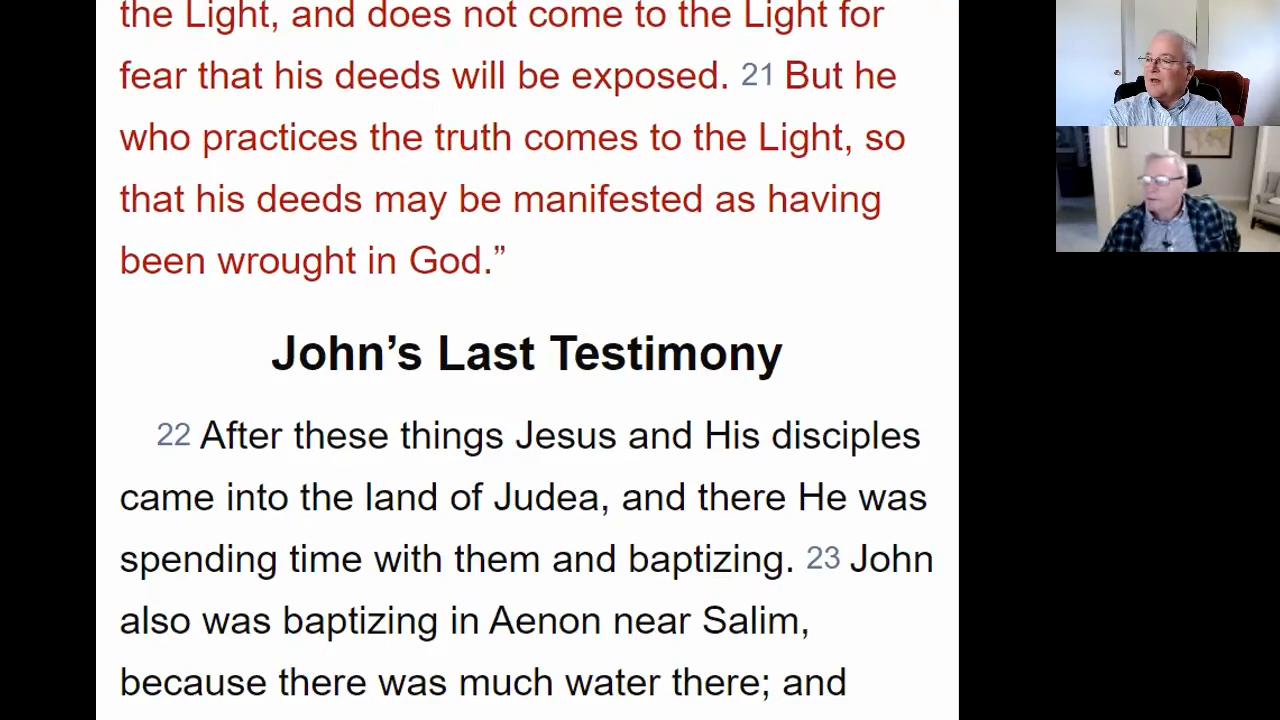 the Light, and does not come to the Light for
fear that his deeds will be exposed. 21 But he
who practices the truth comes to the Light, so
that his deeds may be manifested as having
been wrought in God.”
John’s Last Testimony
22 After these things Jesus and His disciples
came into the land of Judea, and there He was
spending time with them and baptizing. 23 John
also was baptizing in Aenon near Salim,
because there was much water there; and